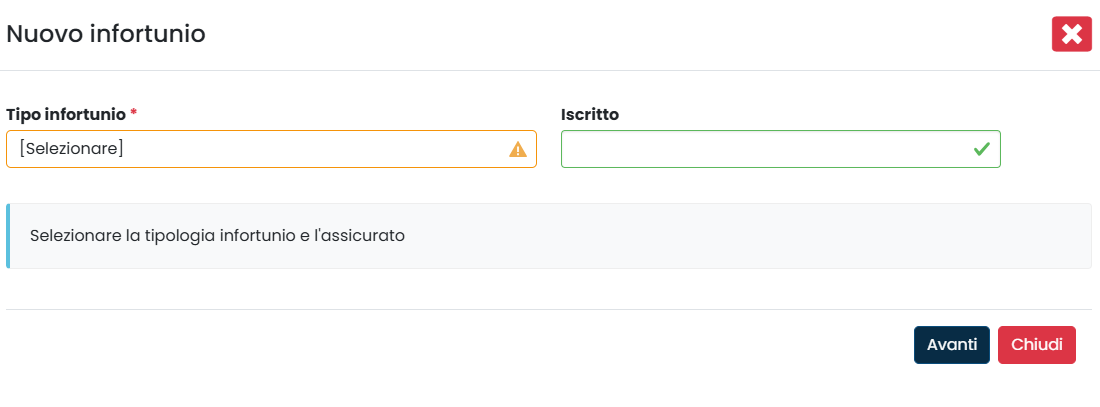 Nuovo infortunio
Tipo infortunio *
Iscritto
[Selezionare]
Selezionare la tipologia infortunio e l'assicurato
Avanti
Chiudi